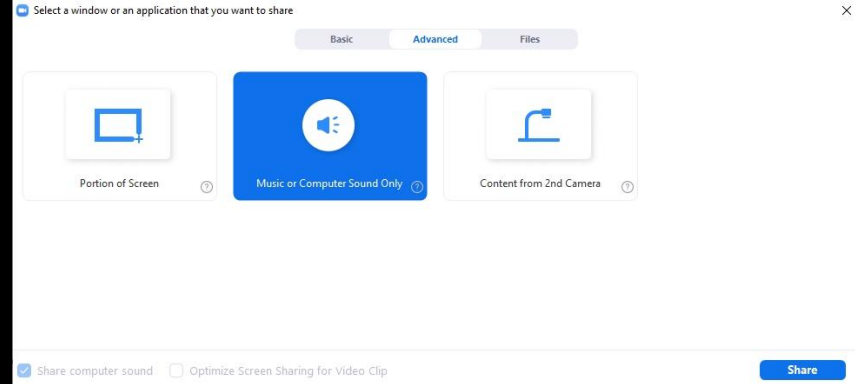 Select a window or an application that you want to share
Basic Advanced Files
Portion of Screen
Music or Computer Sound Only
Content from 2nd Camera
Share computer sound Optimize Screen Sharing for Video Clip
Share